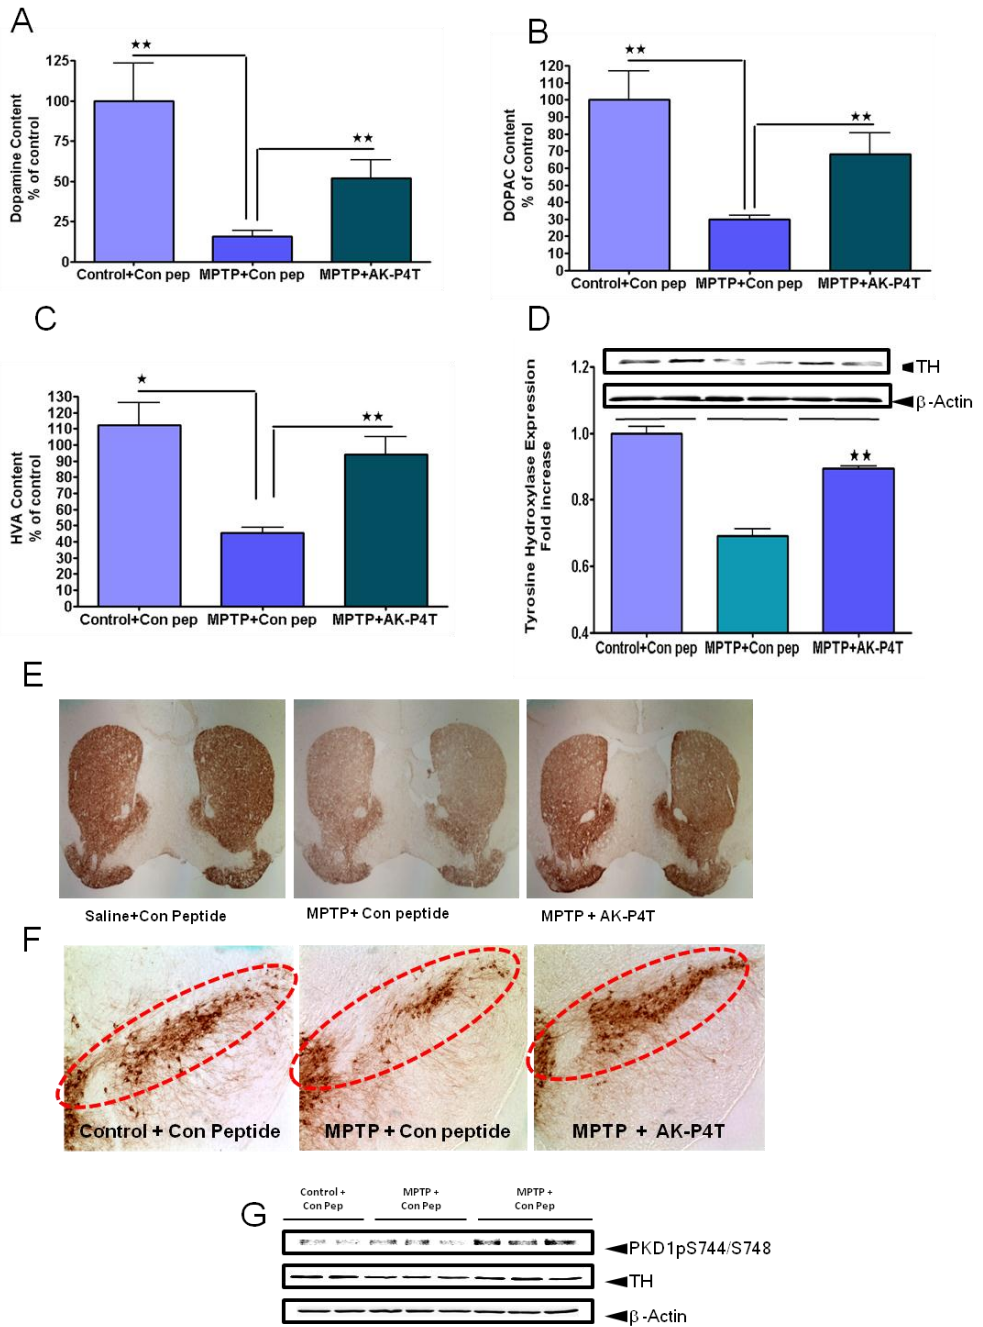 A
★★
Dopamine Content
% of control
125
100
75
50
25
0
★★
Control+Con pep MPTP+Con pep MPTP+AK-P4T
B
★★
DOPAC Content
% of control
120
110
100
90
80
70
60
50
40
30
20
10
0
★★
Control+Con pep MPTP+Con pep MPTP+AK-P4T
C
★
HVA Content
% of control
130
120
110
100
90
80
70
60
50
40
30
20
10
0
★★
Control+Con pep MPTP+Con pep MPTP+AK-P4T
D
Tyrosine Hydroxylase Expression
Fold increase
1.2
1.0
0.8
0.6
0.4
TH
β-Actin
★★
Control+Con pep MPTP+Con pep MPTP+AK-P4T
E
Saline+Con Peptide
MPTP+ Con peptide
MPTP + AK-P4T
F
Control + Con Peptide
MPTP + Con peptide
MPTP + AK-P4T
G
Control +
Con Pep
MPTP +
Con Pep
MPTP +
Con Pep
PKD1pS744/S748
TH
β-Actin